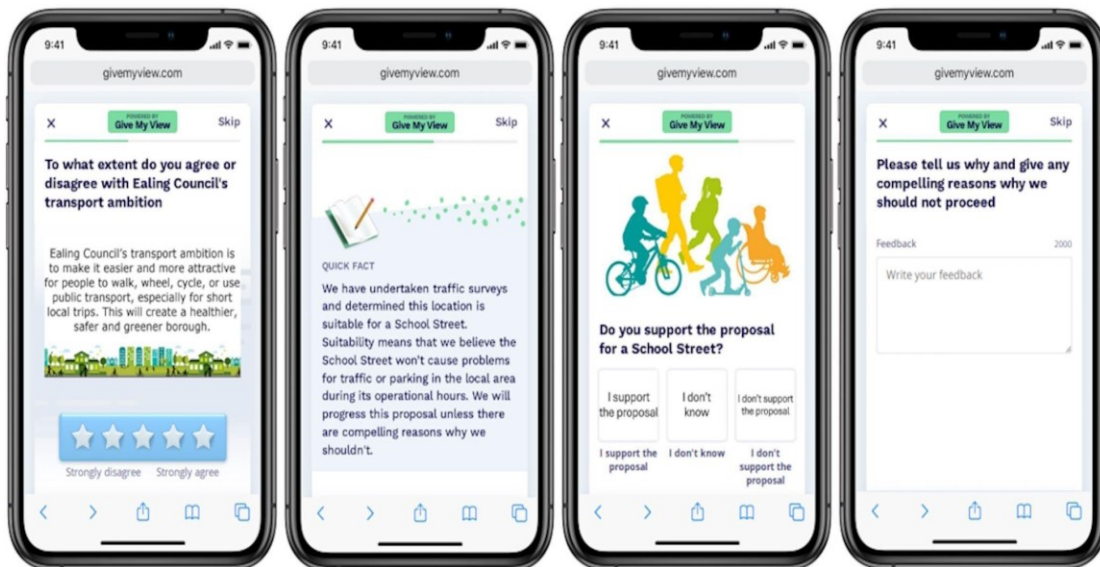 9:41
givemyview.com
X
POWERED BY
Give My View
Skip
To what extent do you agree or
disagree with Ealing Council's
transport ambition
Ealing Council's transport ambition is
to make it easier and more attractive
for people to walk, wheel, cycle, or use
public transport, especially for short
local trips. This will create a healthier,
safer and greener borough.
Strongly disagree Strongly agree
9:41
givemyview.com
X
POWERED BY
Give My View
Skip
QUICK FACT
We have undertaken traffic surveys
and determined this location is
suitable for a School Street.
Suitability means that we believe the
School Street won't cause problems
for traffic or parking in the local area
during its operational hours. We will
progress this proposal unless there
are compelling reasons why we
shouldn't.
9:41
givemyview.com
X
POWERED BY
Give My View
Skip
Do you support the proposal
for a School Street?
I support
the proposal
I don't
know
I don't support
the proposal
I support the
proposal
I don't know
I don't
support the
proposal
9:41
givemyview.com
X
POWERED BY
Give My View
Skip
Please tell us why and give any
compelling reasons why we
should not proceed
Feedback 2000
Write your feedback